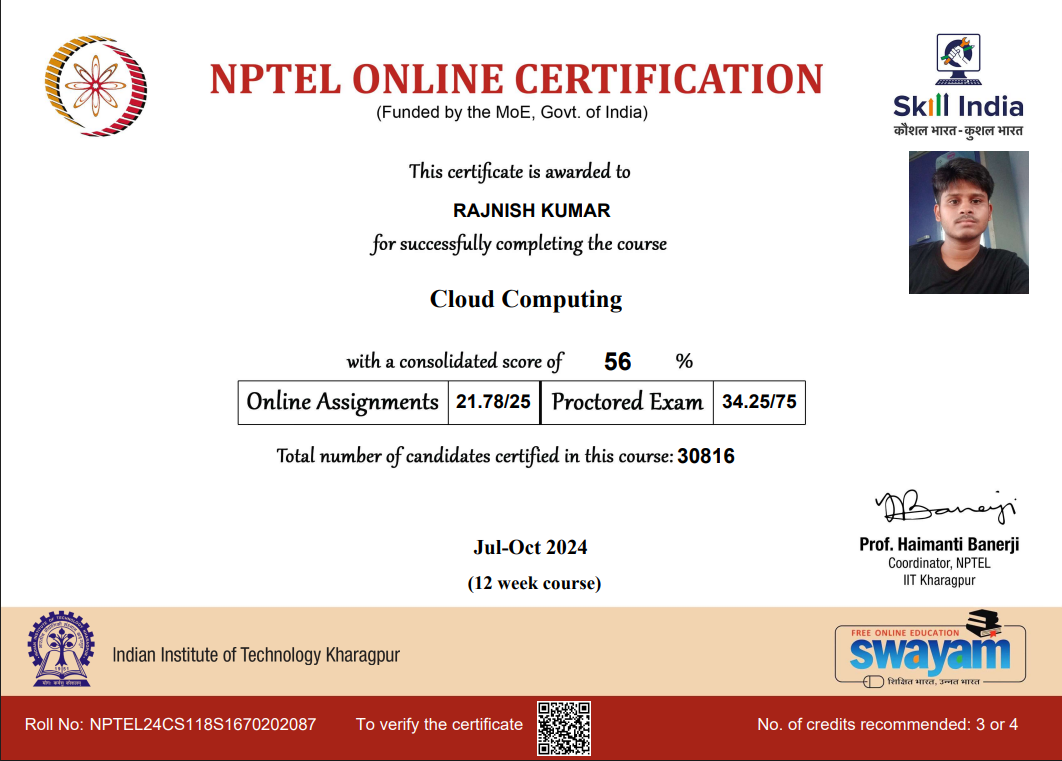 NPTEL ONLINE CERTIFICATION
(Funded by the MoE, Govt. of India)
Skill India
कौशल भारत - कुशल भारत
This certificate is awarded to
RAJNISH KUMAR
for successfully completing the course
Cloud Computing
with a consolidated score of 56 %
Online Assignments 21.78/25 Proctored Exam 34.25/75
Total number of candidates certified in this course: 30816
Jul-Oct 2024
(12 week course)
Banerji
Prof. Haimanti Banerji
Coordinator, NPTEL
IIT Kharagpur
Indian Institute of Technology Kharagpur
FREE ONLINE EDUCATION
swayam
शिक्षित भारत, उन्नत भारत
Roll No: NPTEL24CS118S1670202087
To verify the certificate
No. of credits recommended: 3 or 4